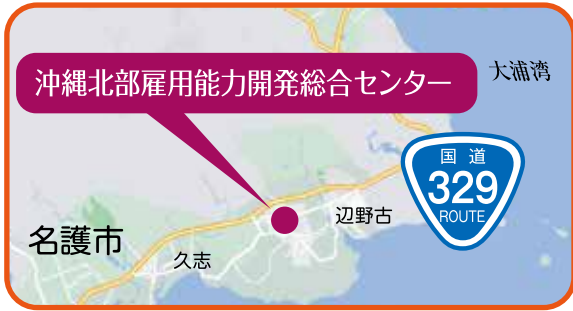 沖縄北部雇用能力開発総合センター
大浦湾
国道
329
ROUTE
辺野古
名護市
久志